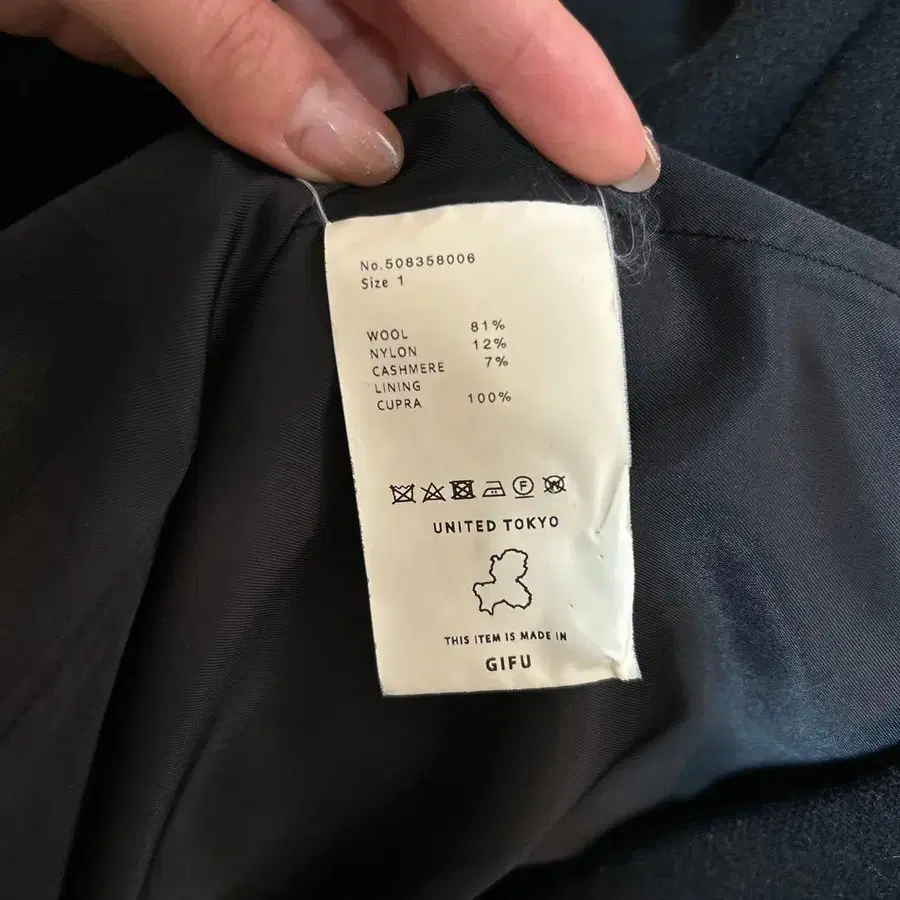 No.508358006
Size 1
WOOL 81%
NYLON 12%
CASHMERE 7%
LINING
CUPRA 100%
UNITED TOKYO
THIS ITEM IS MADE IN
GIFU